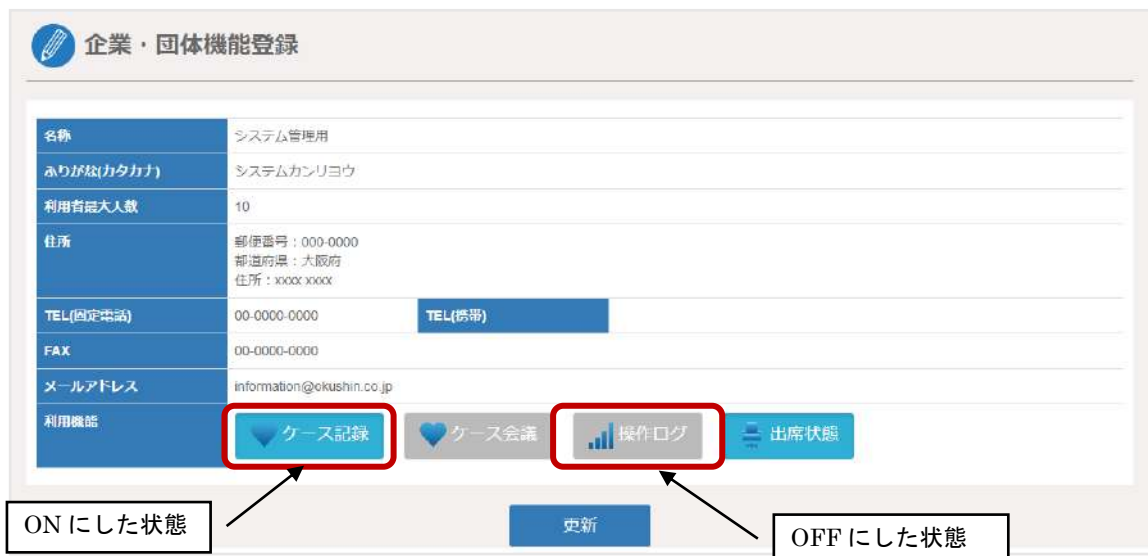 企業・団体機能登録
名称 システム管理用
ふりがな(カタカナ) システムカンリヨウ
利用者最大人数 10
住所 郵便番号：000-0000
都道府県：大阪府
住所：xxxx xxxx
TEL(固定電話) 00-0000-0000 TEL(携帯)
FAX 00-0000-0000
メールアドレス information@okushin.co.jp
利用機能 ケース記録 ケース会議 操作ログ 出席状態
ONにした状態
更新
OFFにした状態